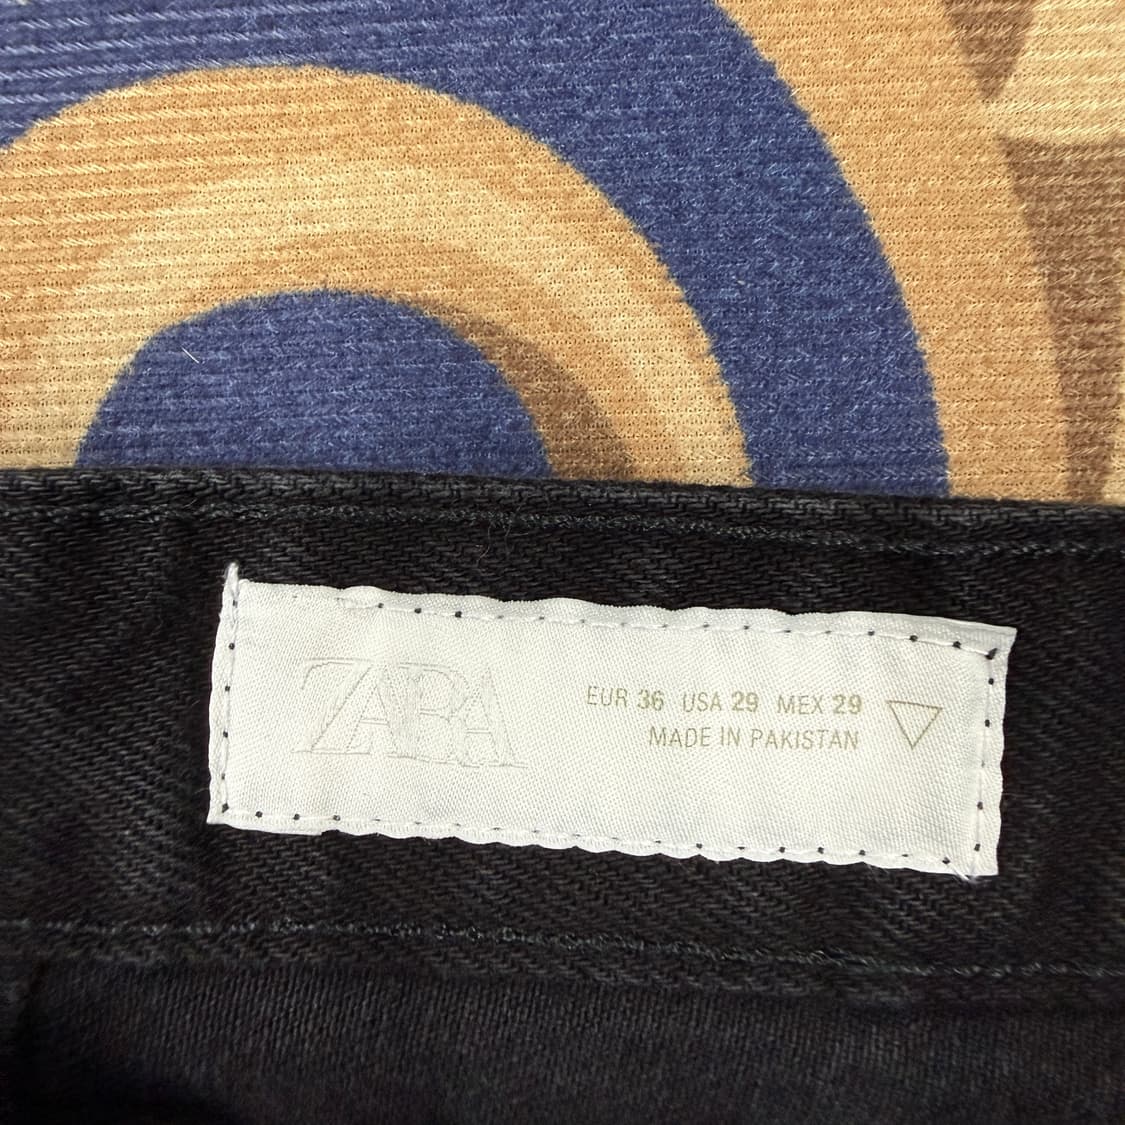 ZARA
EUR 36 USA 29 MEX 29
MADE IN PAKISTAN